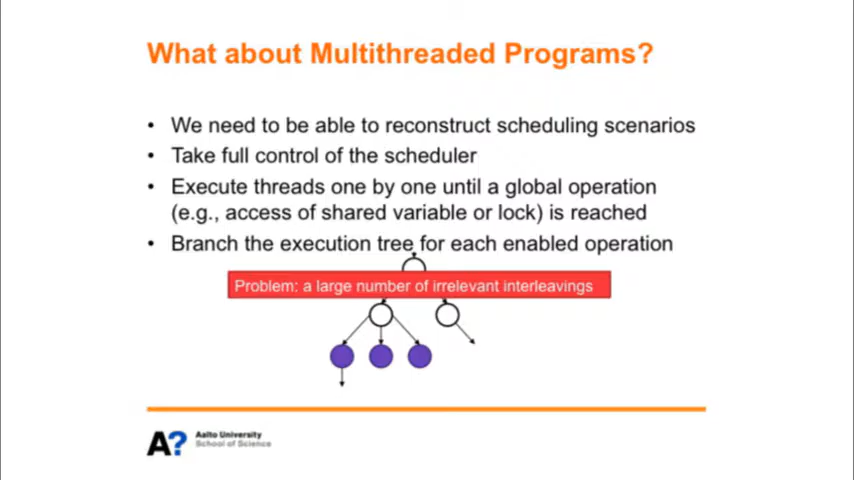 What about Multithreaded Programs?
• We need to be able to reconstruct scheduling scenarios
• Take full control of the scheduler
• Execute threads one by one until a global operation
(e.g., access of shared variable or lock) is reached
• Branch the execution tree for each enabled operation
Problem: a large number of irrelevant interleavings
A?
Aalto University
School of Science